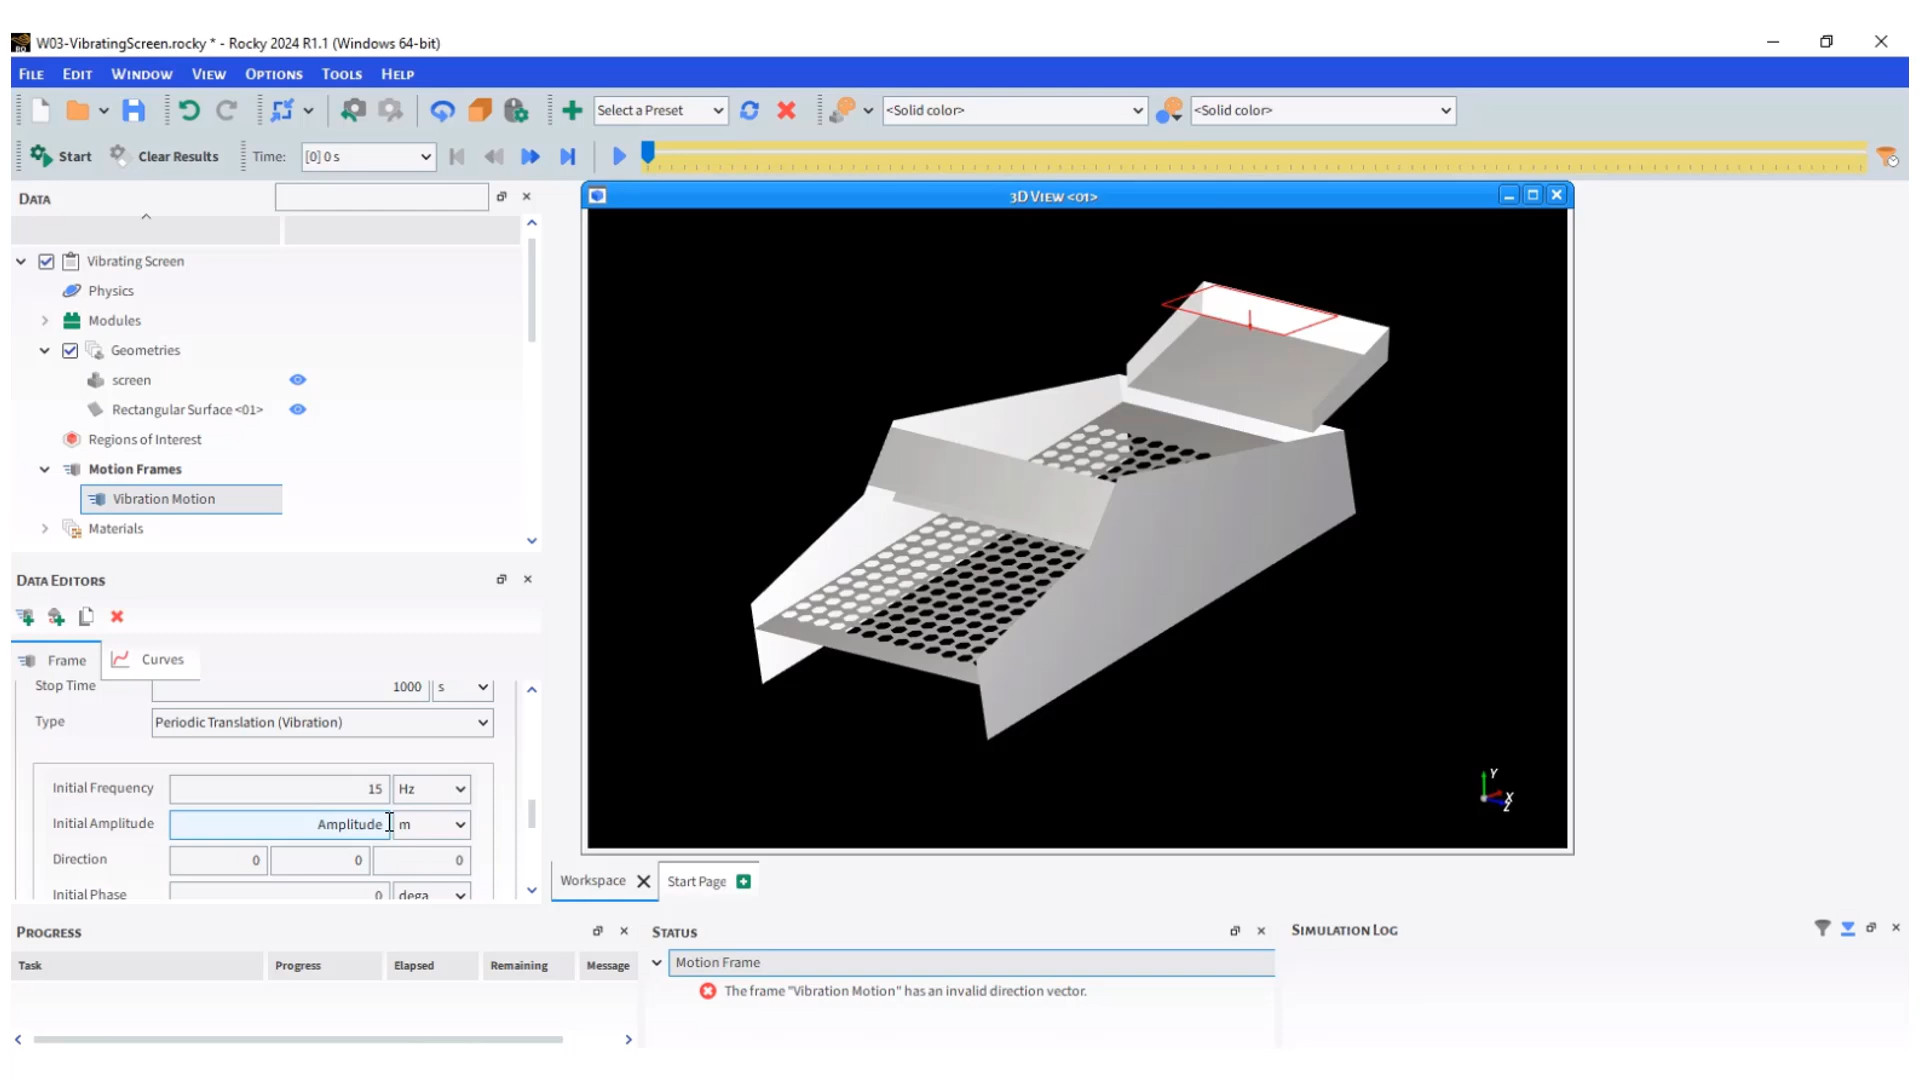 W03-VibratingScreen.rocky * - Rocky 2024 R1.1 (Windows 64-bit)
FILE EDIT WINDOW VIEW OPTIONS TOOLS HELP
Select a Preset <Solid color> <Solid color>
Start Clear Results Time: [0] 0 s
DATA
3D VIEW <01>
Vibrating Screen
Physics
Modules
Geometries
screen
Rectangular Surface <01>
Regions of Interest
Motion Frames
Vibration Motion
Materials
DATA EDITORS
Frame Curves
Stop Time 1000 s
Type Periodic Translation (Vibration)
Initial Frequency 15 Hz
Initial Amplitude Amplitude m
Direction 0 0 0
Initial Phase 0 dega
Y
X
Z
Workspace Start Page
PROGRESS
Task Progress Elapsed Remaining Message
STATUS
Motion Frame
The frame "Vibration Motion" has an invalid direction vector.
SIMULATION LOG